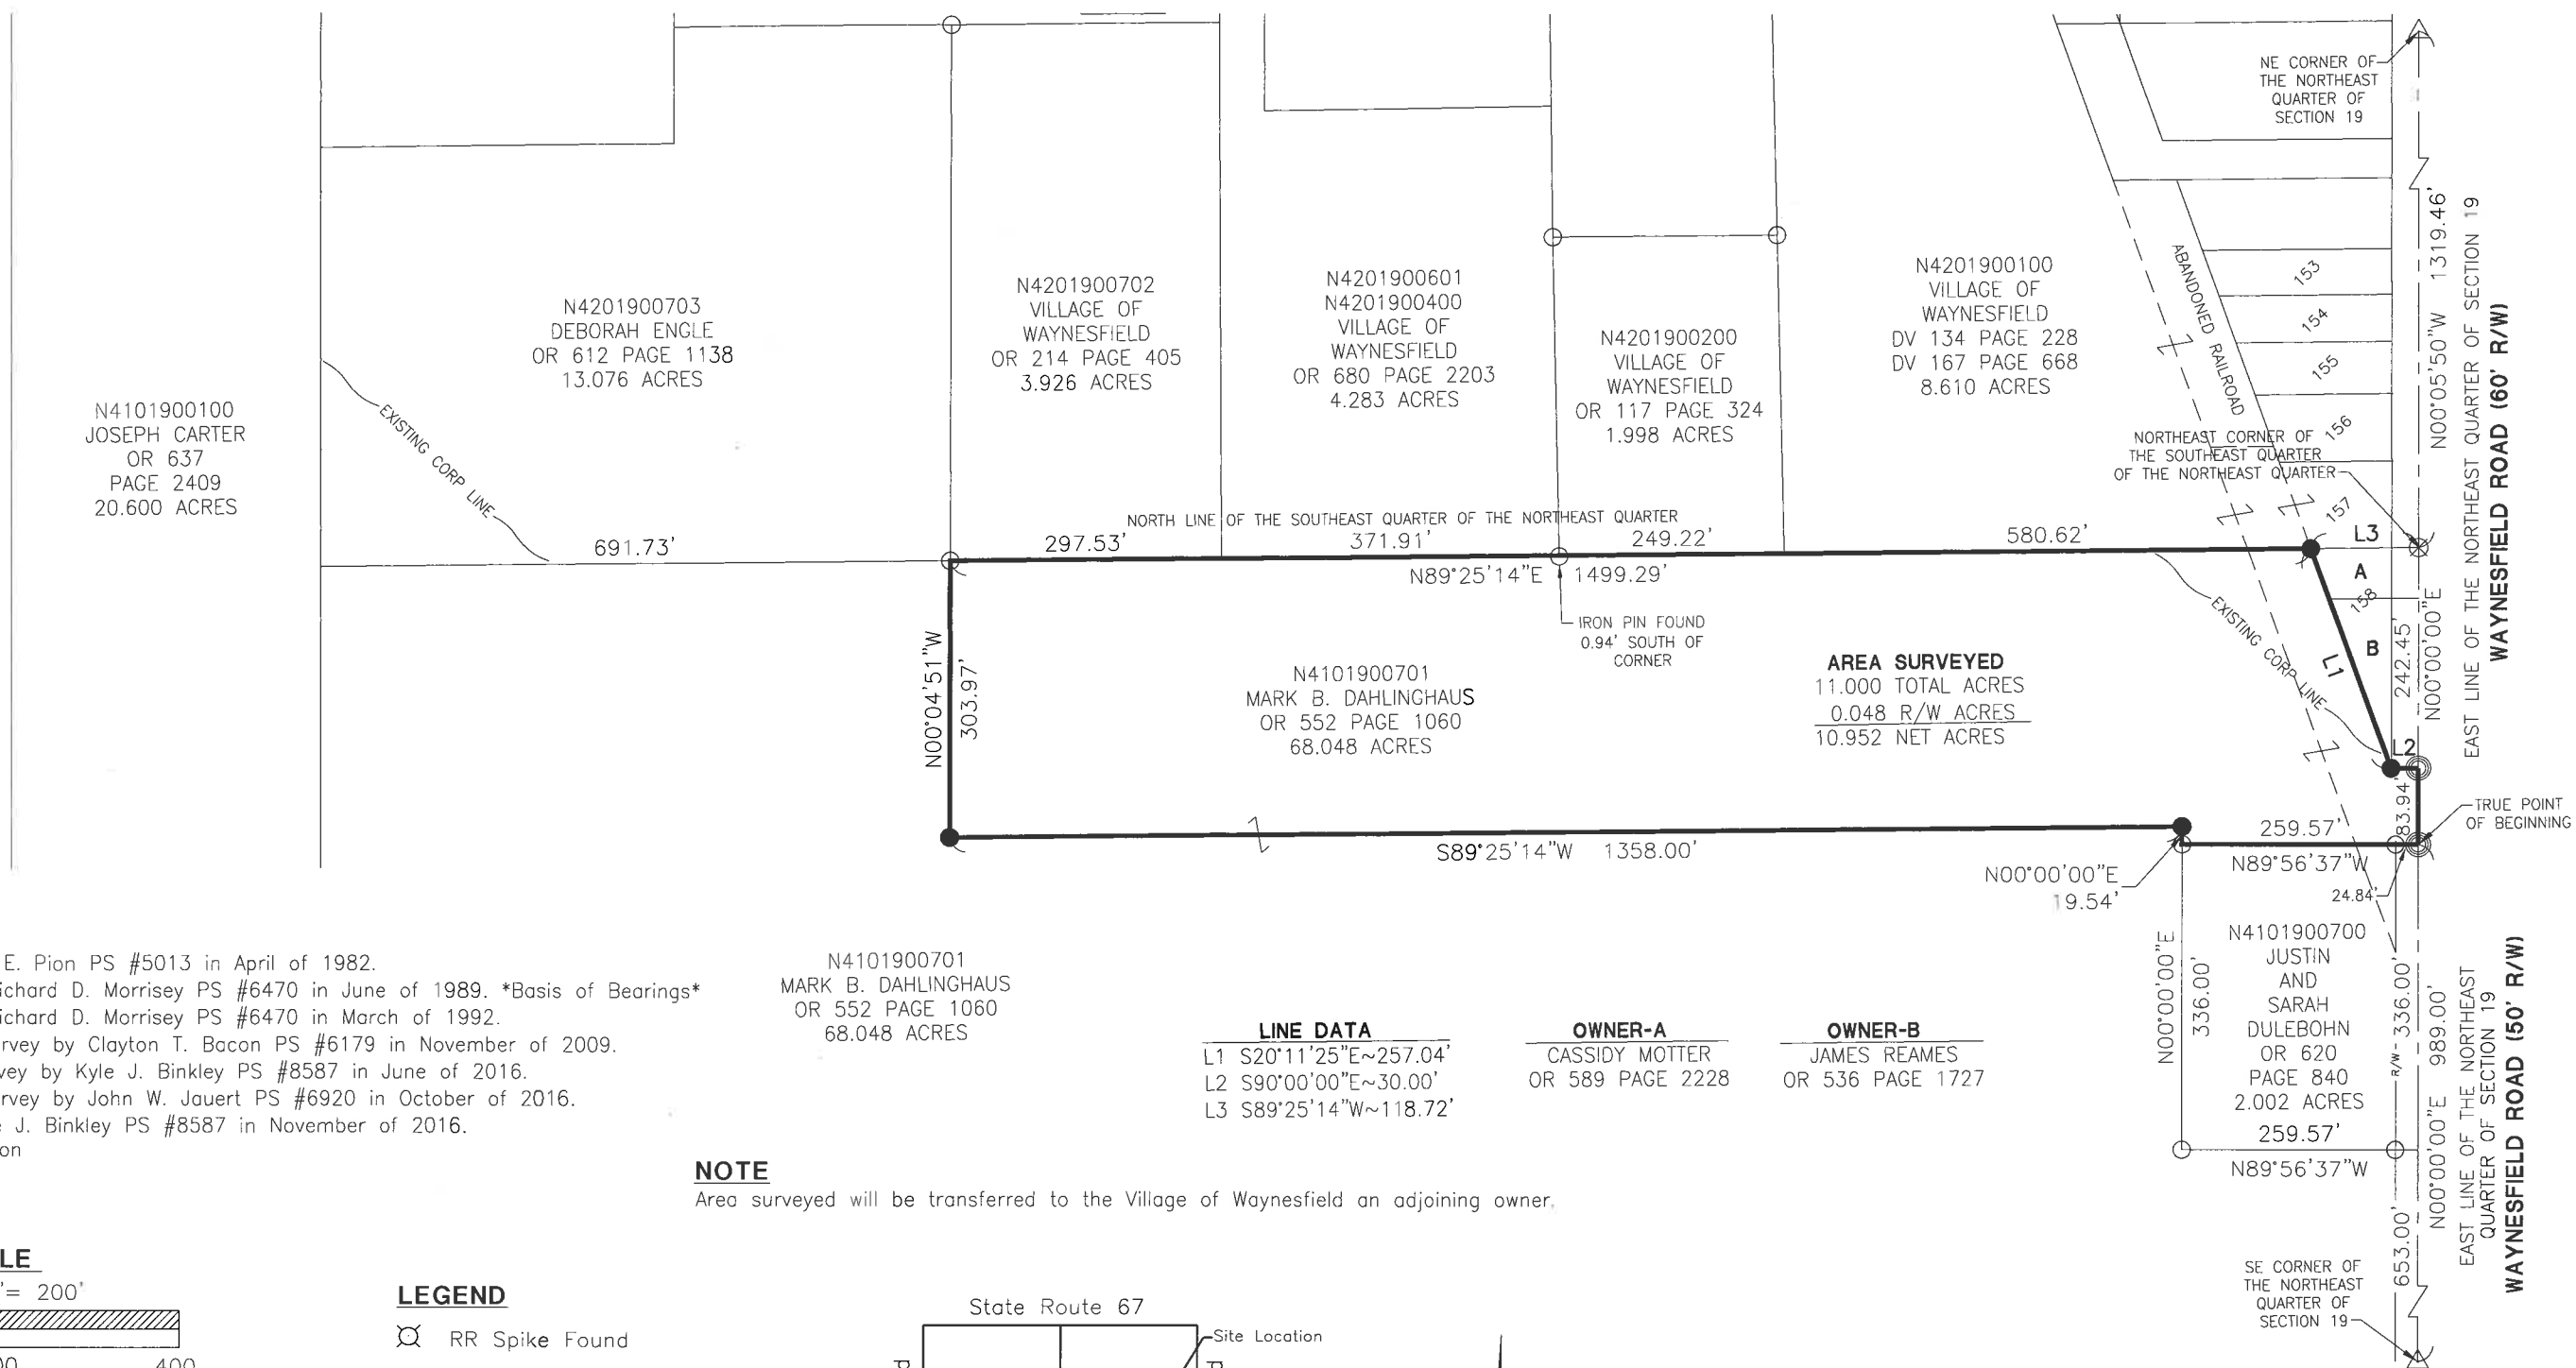 NE CORNER OF
THE NORTHEAST
QUARTER OF
SECTION 19
N00°05'50"W 1319.46'
EAST LINE OF THE NORTHEAST QUARTER OF SECTION 19
WAYNESFIELD ROAD (60' R/W)
N4101900100
JOSEPH CARTER
OR 637
PAGE 2409
20.600 ACRES
EXISTING CORP LINE
N4201900703
DEBORAH ENGLE
OR 612 PAGE 1138
13.076 ACRES
N4201900702
VILLAGE OF
WAYNESFIELD
OR 214 PAGE 405
3.926 ACRES
N4201900601
N4201900400
VILLAGE OF
WAYNESFIELD
OR 680 PAGE 2203
4.283 ACRES
N4201900200
VILLAGE OF
WAYNESFIELD
OR 117 PAGE 324
1.998 ACRES
N4201900100
VILLAGE OF
WAYNESFIELD
DV 134 PAGE 228
DV 167 PAGE 668
8.610 ACRES
ABANDONED RAILROAD
153
154
155
156
157
158
NORTHEAST CORNER OF
THE SOUTHEAST QUARTER
OF THE NORTHEAST QUARTER
NORTH LINE OF THE SOUTHEAST QUARTER OF THE NORTHEAST QUARTER
691.73'
297.53'
371.91'
249.22'
580.62'
L3
N89°25'14"E 1499.29'
A
B
L1
L2
EXISTING CORP LINE
242.45'
N00°00'00"E
IRON PIN FOUND
0.94' SOUTH OF
CORNER
N00°04'51"W
303.97'
N4101900701
MARK B. DAHLINGHAUS
OR 552 PAGE 1060
68.048 ACRES
AREA SURVEYED
11.000 TOTAL ACRES
0.048 R/W ACRES
10.952 NET ACRES
83.94'
TRUE POINT
OF BEGINNING
259.57'
N89°56'37"W
24.84'
S89°25'14"W 1358.00'
N00°00'00"E
19.54'
N00°00'00"E
336.00'
N4101900700
JUSTIN
AND
SARAH
DULEBOHN
OR 620
PAGE 840
2.002 ACRES
259.57'
N89°56'37"W
R/W- 336.00'
653.00'
N00°00'00"E 989.00'
EAST LINE OF THE NORTHEAST
QUARTER OF SECTION 19
WAYNESFIELD ROAD (50' R/W)
SE CORNER OF
THE NORTHEAST
QUARTER OF
SECTION 19
E. Pion PS #5013 in April of 1982.
ichard D. Morrisey PS #6470 in June of 1989. *Basis of Bearings*
ichard D. Morrisey PS #6470 in March of 1992.
rvey by Clayton T. Bacon PS #6179 in November of 2009.
vey by Kyle J. Binkley PS #8587 in June of 2016.
rvey by John W. Jauert PS #6920 in October of 2016.
e J. Binkley PS #8587 in November of 2016.
on
N4101900701
MARK B. DAHLINGHAUS
OR 552 PAGE 1060
68.048 ACRES
LINE DATA
L1 S20°11'25"E~257.04'
L2 S90°00'00"E~30.00'
L3 S89°25'14"W~118.72'
OWNER-A
CASSIDY MOTTER
OR 589 PAGE 2228
OWNER-B
JAMES REAMES
OR 536 PAGE 1727
NOTE
Area surveyed will be transferred to the Village of Waynesfield an adjoining owner.
LE
'= 200'
400
LEGEND
RR Spike Found
State Route 67
Site Location